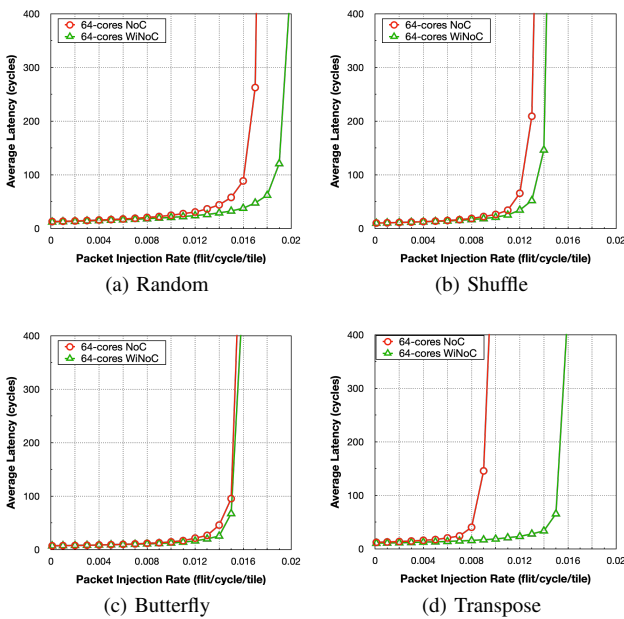 400
300
200
100
0
Average Latency (cycles)
64-cores NoC
64-cores WiNoC
0 0.004 0.008 0.012 0.016 0.02
Packet Injection Rate (flit/cycle/tile)
(a) Random
400
300
200
100
0
Average Latency (cycles)
64-cores NoC
64-cores WiNoC
0 0.004 0.008 0.012 0.016 0.02
Packet Injection Rate (flit/cycle/tile)
(b) Shuffle
400
300
200
100
0
Average Latency (cycles)
64-cores NoC
64-cores WiNoC
0 0.004 0.008 0.012 0.016 0.02
Packet Injection Rate (flit/cycle/tile)
(c) Butterfly
400
300
200
100
0
Average Latency (cycles)
64-cores NoC
64-cores WiNoC
0 0.004 0.008 0.012 0.016 0.02
Packet Injection Rate (flit/cycle/tile)
(d) Transpose